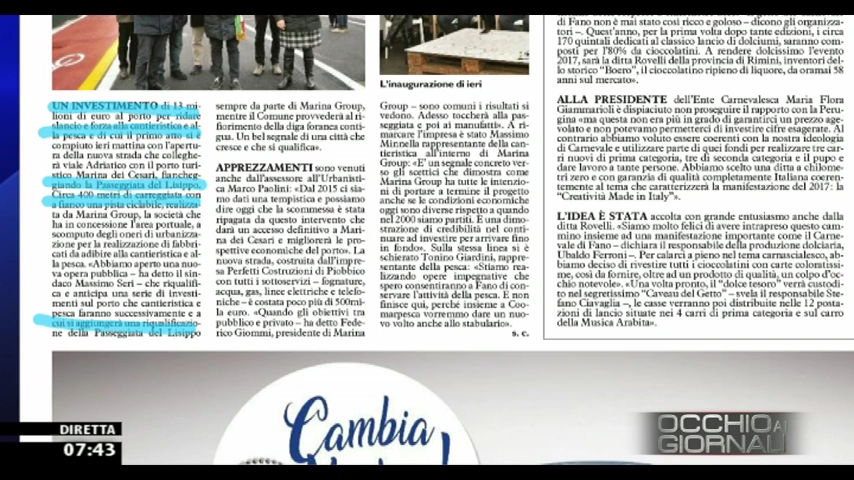 L'inaugurazione di ieri
UN INVESTIMENTO di 13 mi-
lioni di euro al porto per ridare
slancio e forza alla cantieristica e al-
la pesca e di cui il primo atto si è
compiuto ieri mattina con l'aper-
tura della nuova strada che colleghe-
rà viale Adriatico con il porto turi-
stico Marina dei Cesari, fiancheg-
giando la Passeggiata del Lisippo.
Circa 400 metri di carreggiata con
a fianco una pista ciclabile, realizza-
ta da Marina Group, la società che
ha in concessione l'area portuale, a
scomputo degli oneri di urbanizza-
zione per la realizzazione di fabbri-
cati da adibire alla cantieristica e al-
la pesca. «Abbiamo aperto una nuo-
va opera pubblica – ha detto il sin-
daco Massimo Seri – che riqualifi-
ca e anticipa una serie di investi-
menti sul porto che cantieristica e
pesca faranno successivamente e a
cui si aggiungerà una riqualificazio-
ne della Passeggiata del Lisippo
sempre da parte di Marina Group,
mentre il Comune provvederà al ri-
fiorimento della diga foranea conti-
gua. Un bel segnale di una città che
cresce e che si qualifica».
APPREZZAMENTI sono venuti
anche dall'assessore all'Urbanisti-
ca Marco Paolini: «Dal 2015 ci sia-
mo dati una tempistica e possiamo
dire oggi che la scommessa è stata
ripagata da questo intervento che
darà un accesso definitivo a Mari-
na dei Cesari e migliorerà le pro-
spettive economiche del porto». La
nuova strada, costruita dall'impre-
sa Perfetti Costruzioni di Piobbico
con tutti i sottoservizi – fognature,
acqua, gas, linee elettriche e telefo-
niche – è costata poco più di 500mi-
la euro. «Quando gli obiettivi tra
pubblico e privato – ha detto Fede-
rico Giommi, presidente di Marina
Group – sono comuni i risultati si
vedono. Adesso toccherà alla pas-
seggiata e poi ai manufatti». A ri-
marcare l'impresa è stato Massimo
Minnella rappresentante della can-
tieristica all'interno di Marina
Group: «E' un segnale concreto ver-
so gli scettici che dimostra come
Marina Group ha tutte le intenzio-
ni di portare a termine il progetto
anche se le condizioni economiche
oggi sono diverse rispetto a quando
nel 2000 siamo partiti. E' una dimo-
strazione di credibilità nel conti-
nuare ad investire per arrivare fino
in fondo». Sulla stessa linea si è
schierato Tonino Giardini, rappre-
sentante della pesca: «Stiamo rea-
lizzando opere impegnative che
spero consentiranno a Fano di con-
servare l'attività della pesca. E non
finisce qui, perché insieme a Coo-
marpesca vorremmo dare un nuo-
vo volto anche allo stabulario».
s. c.
di Fano non è mai stato così ricco e goloso – dicono gli organizza-
tori –. Quest'anno, per la prima volta dopo tante edizioni, i circa
170 quintali dedicati al classico lancio di dolciumi, saranno com-
posti per l'80% da cioccolatini. A rendere dolcissimo l'evento
2017, sarà la ditta Rovelli della provincia di Rimini, inventori del-
lo storico "Boero", il cioccolatino ripieno di liquore, da oramai 58
anni sul mercato».
ALLA PRESIDENTE dell'Ente Carnevalesca Maria Flora
Giammarioli è dispiaciuto non proseguire il rapporto con la Perugi-
na «ma questa non era più in grado di garantirci un prezzo age-
volato e non potevamo permetterci di investire cifre esagerate. Al
contrario abbiamo voluto essere coerenti con la nostra ideologia
di Carnevale e utilizzare parte di quei fondi per realizzare tre car-
ri nuovi di prima categoria, tre di seconda categoria e il pupo e
dare lavoro a tante persone. Abbiamo scelto una ditta a chilome-
tri zero e con garanzia di qualità completamente Italiana coeren-
temente al tema che caratterizzerà la manifestazione del 2017: la
"Creatività Made in Italy"».
L'IDEA È STATA accolta con grande entusiasmo anche dalla
ditta Rovelli. «Siamo molto felici di avere intrapreso questo cam-
mino insieme ad una manifestazione importante come il Carne-
vale di Fano – dichiara il responsabile della produzione dolciaria,
Ubaldo Ferroni –. Per calarci a pieno nel tema carnascialesco, ab-
biamo deciso di rivestire tutti i cioccolatini con carte coloratissi-
me, così da fornire, oltre ad un prodotto di qualità, un colpo d'oc-
chio notevole». «Una volta pronto, il "dolce tesoro" verrà custodi-
to nel segretissimo "Caveau del Getto" – svela il responsabile Ste-
fano Ciavaglia –, le casse verranno poi distribuite nelle 12 posta-
zioni di lancio situate nei 4 carri di prima categoria e sul carro
della Musica Arabita».
Cambia
DIRETTA
07:43
OCCHIO AI
GIORNALI